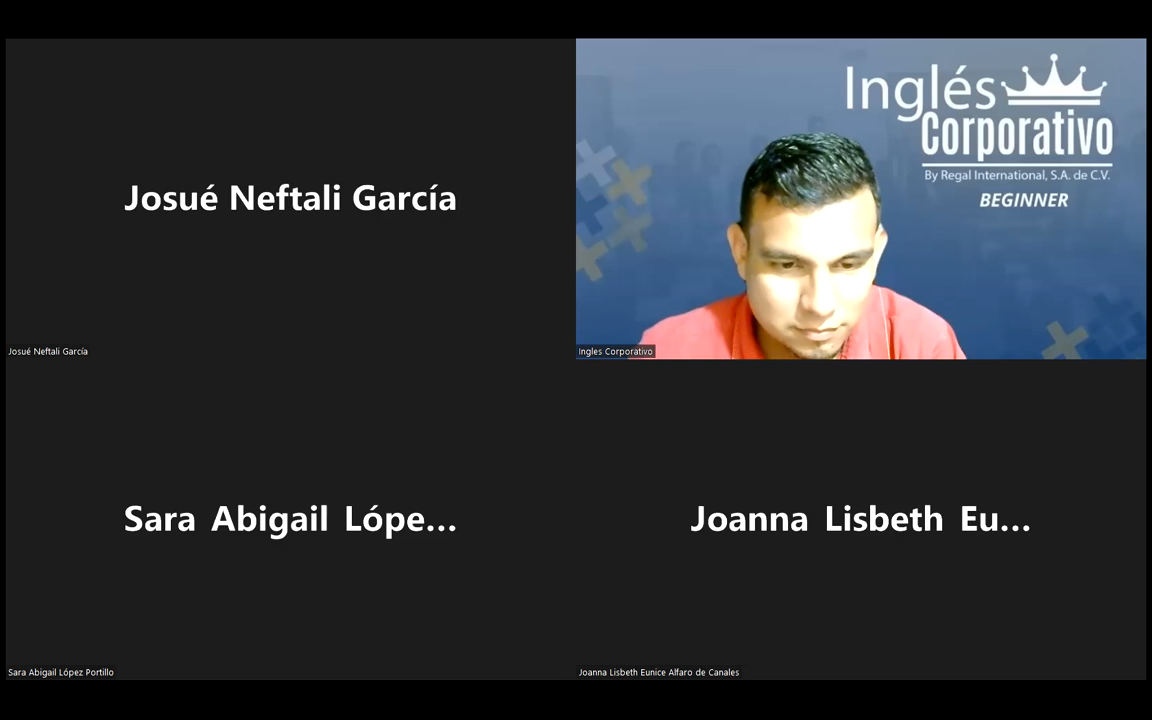 Josué Neftali García
Josué Neftali García
Inglés
Corporativo
By Regal International, S.A. de C.V.
BEGINNER
Ingles Corporativo
Sara Abigail Lópe...
Sara Abigail López Portillo
Joanna Lisbeth Eu...
Joanna Lisbeth Eunice Alfaro de Canales